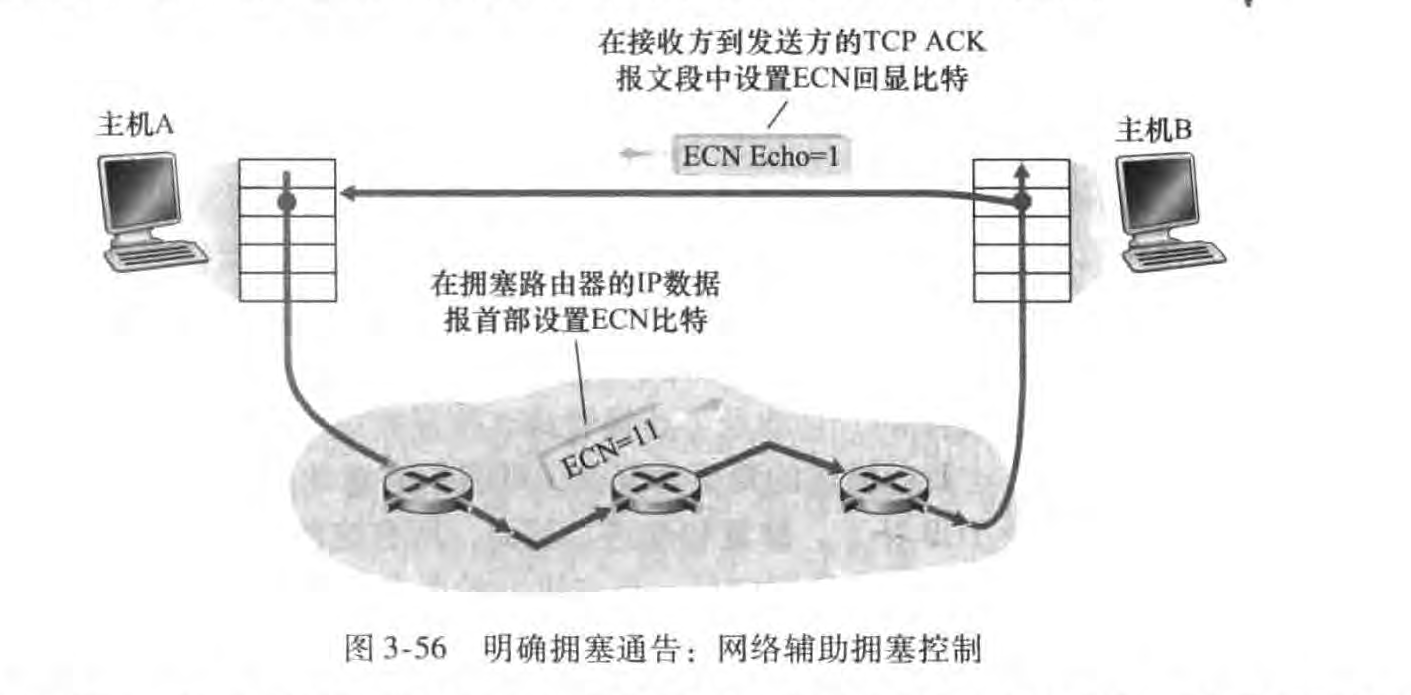 在接收方到发送方的TCP ACK
报文段中设置ECN回显比特
主机A
主机B
ECN Echo=1
在拥塞路由器的IP数据
报首部设置ECN比特
ECN=11
图 3-56 明确拥塞通告：网络辅助拥塞控制